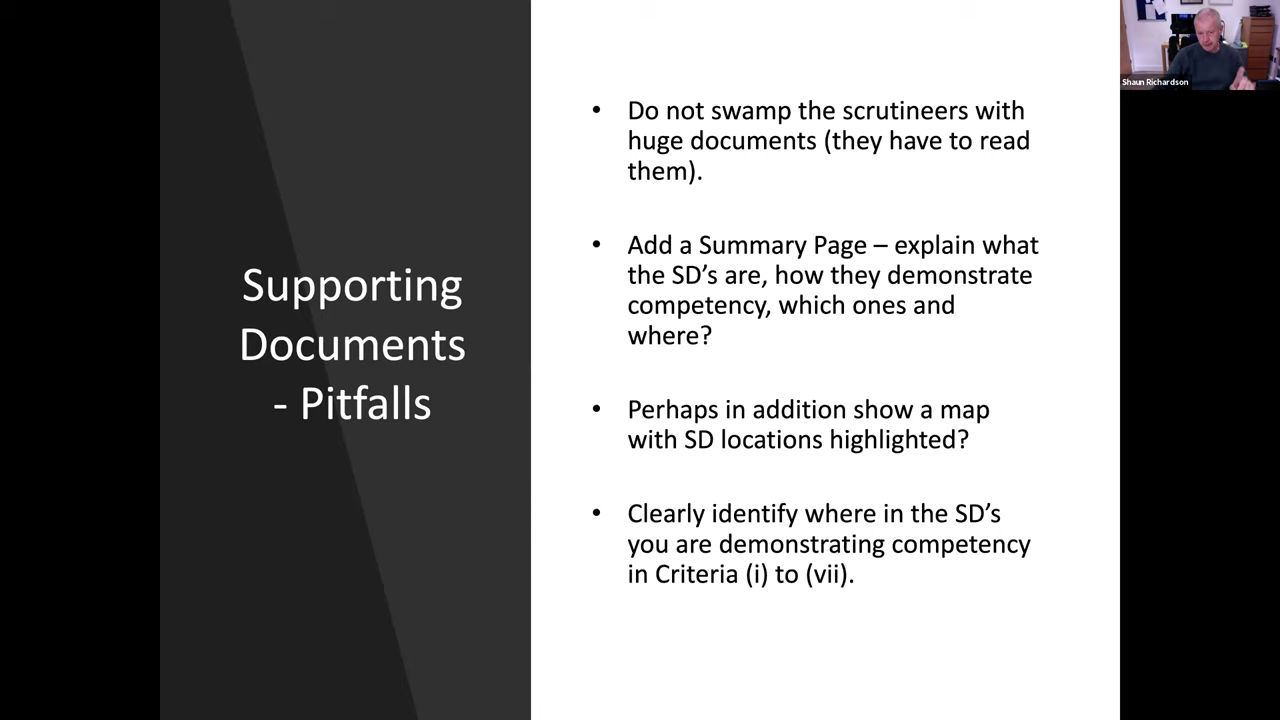 Supporting
Documents
- Pitfalls
• Do not swamp the scrutineers with
huge documents (they have to read
them).
• Add a Summary Page – explain what
the SD’s are, how they demonstrate
competency, which ones and
where?
• Perhaps in addition show a map
with SD locations highlighted?
• Clearly identify where in the SD’s
you are demonstrating competency
in Criteria (i) to (vii).
Shaun Richardson